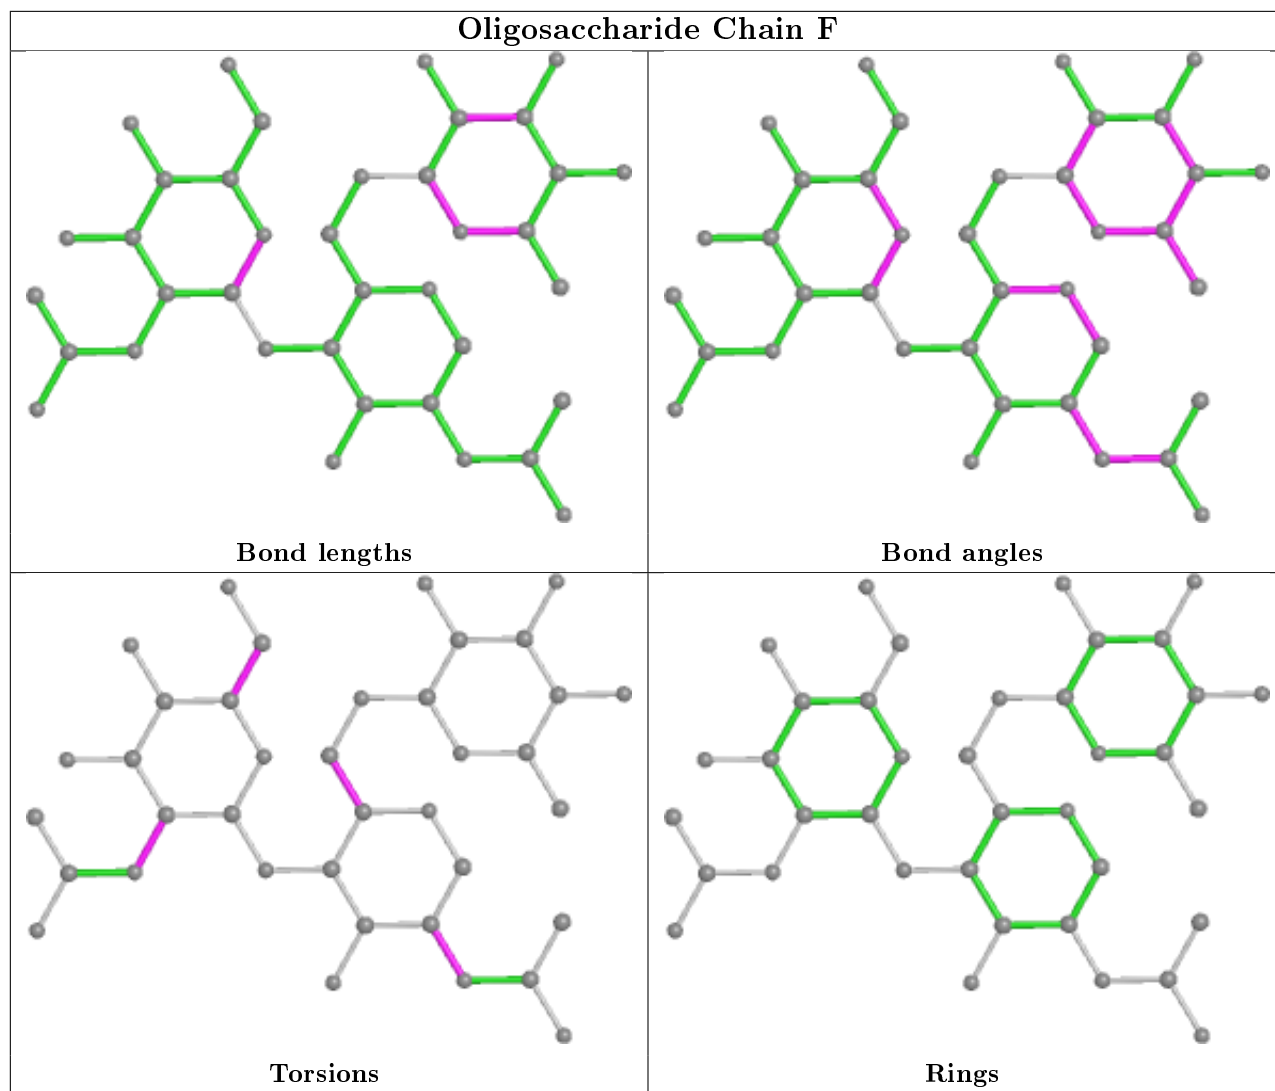 Oligosaccharide Chain F
Bond lengths
Bond angles
Torsions
Rings